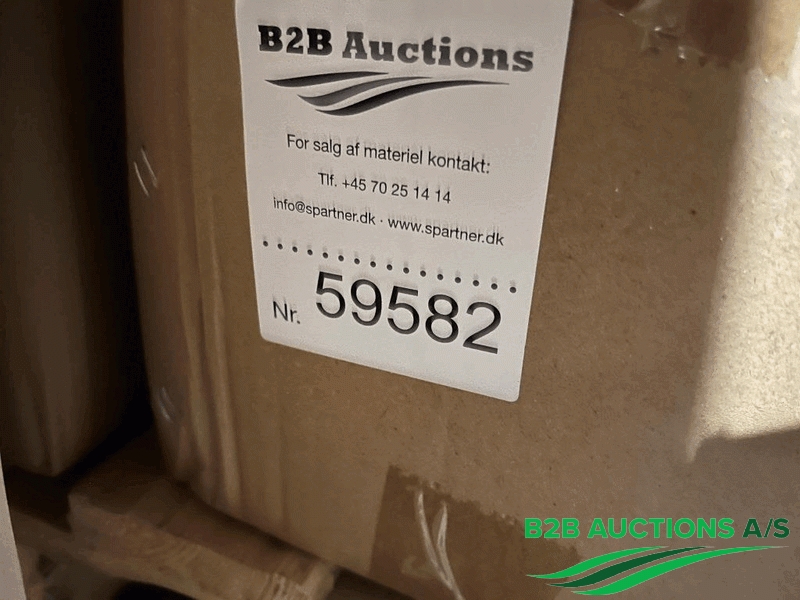 B2B Auctions
For salg af materiel kontakt:
Tlf. +45 70 25 14 14
info@spartner.dk · www.spartner.dk
Nr. 59582
B2B AUCTIONS A/S